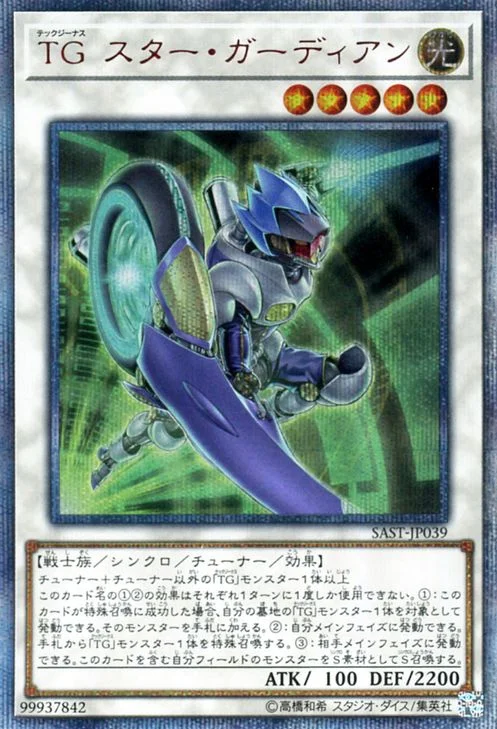 テックジーナス
TG スター・ガーディアン 光
SAST-JP039
【戦士族／シンクロ／チューナー／効果】
チューナー＋チューナー以外の「TG」モンスター1体以上
このカード名の①②の効果はそれぞれ1ターンに1度しか使用できない。①：この
カードが特殊召喚に成功した場合、自分の墓地の「TG」モンスター1体を対象として
発動できる。そのモンスターを手札に加える。②：自分メインフェイズに発動できる。
手札から「TG」モンスター1体を特殊召喚する。③：相手メインフェイズに発動
できる。このカードを含む自分フィールドのモンスターをS素材としてS召喚する。
ATK/ 100 DEF/2200
99937842 ©高橋和希 スタジオ・ダイス/集英社